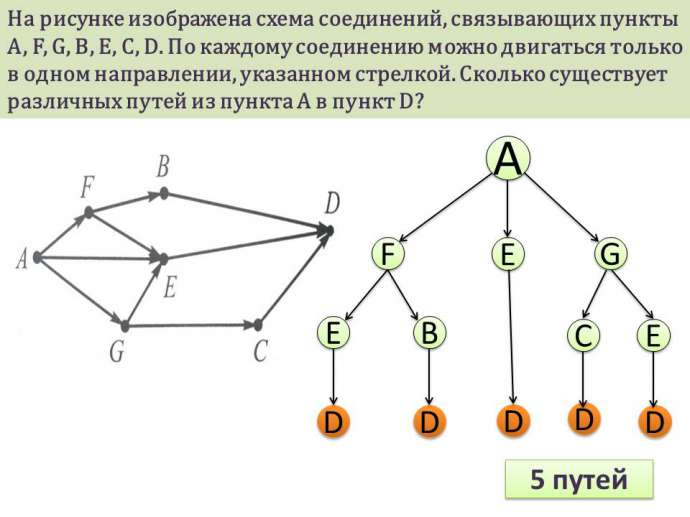 На рисунке изображена схема соединений, связывающих пункты
A, F, G, B, E, C, D. По каждому соединению можно двигаться только
в одном направлении, указанном стрелкой. Сколько существует
различных путей из пункта A в пункт D?
B
F
D
A
E
G
C
A
F
E
G
E
B
C
E
D
D
D
D
D
5 путей